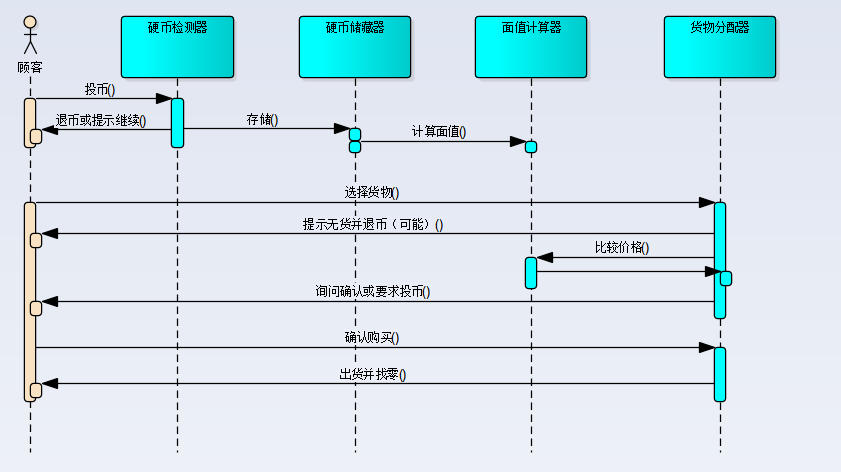 硬币检测器
硬币储藏器
面值计算器
货物分配器
顾客
投币()
退币或提示继续()
存储()
计算面值()
选择货物()
提示无货并退币（可能）()
比较价格()
询问确认或要求投币()
确认购买()
出货并找零()